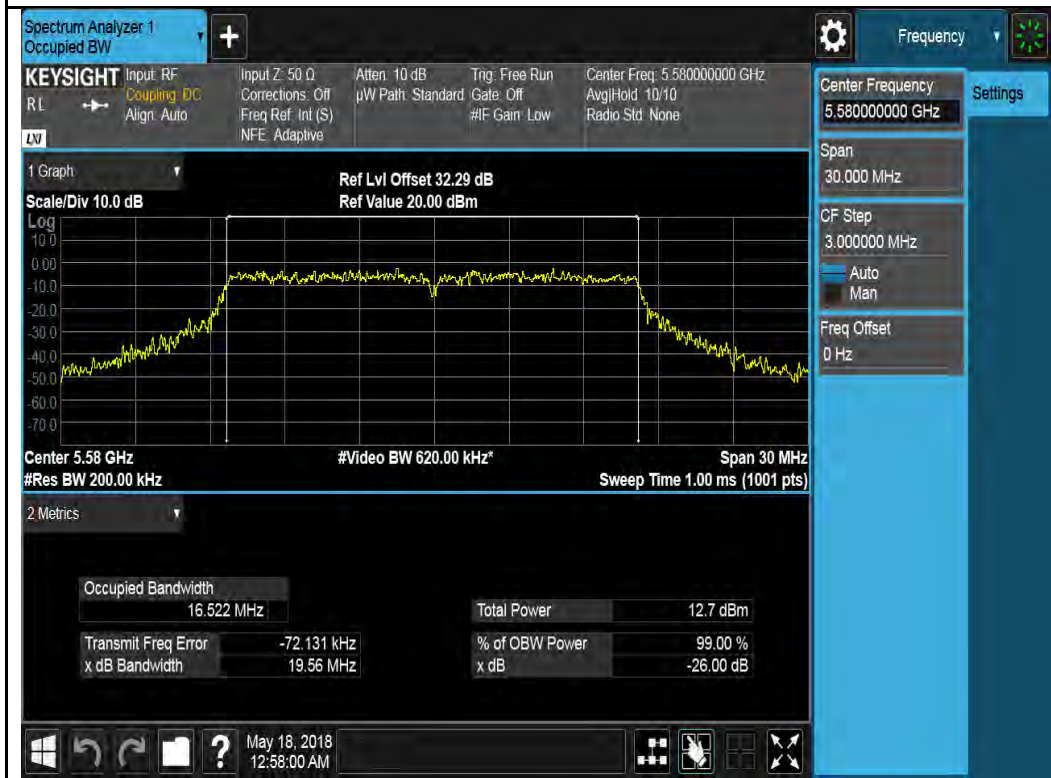 Spectrum Analyzer 1
Occupied BW
+
Frequency
KEYSIGHT
RL
LXI
Input: RF
Coupling: DC
Align: Auto
Input Z: 50 Ω
Corrections: Off
Freq Ref: Int (S)
NFE: Adaptive
Atten: 10 dB
µW Path: Standard
Trig: Free Run
Gate: Off
#IF Gain: Low
Center Freq: 5.580000000 GHz
Avg|Hold: 10/10
Radio Std: None
Center Frequency
5.580000000 GHz
Settings
Span
30.000 MHz
CF Step
3.000000 MHz
Auto
Man
Freq Offset
0 Hz
1 Graph
Scale/Div 10.0 dB
Ref Lvl Offset 32.29 dB
Ref Value 20.00 dBm
Log
10.0
0.00
-10.0
-20.0
-30.0
-40.0
-50.0
-60.0
-70.0
Center 5.58 GHz
#Video BW 620.00 kHz*
Span 30 MHz
#Res BW 200.00 kHz
Sweep Time 1.00 ms (1001 pts)
2 Metrics
Occupied Bandwidth
16.522 MHz
Total Power 12.7 dBm
Transmit Freq Error -72.131 kHz
% of OBW Power 99.00 %
x dB Bandwidth 19.56 MHz
x dB -26.00 dB
?
May 18, 2018
12:58:00 AM